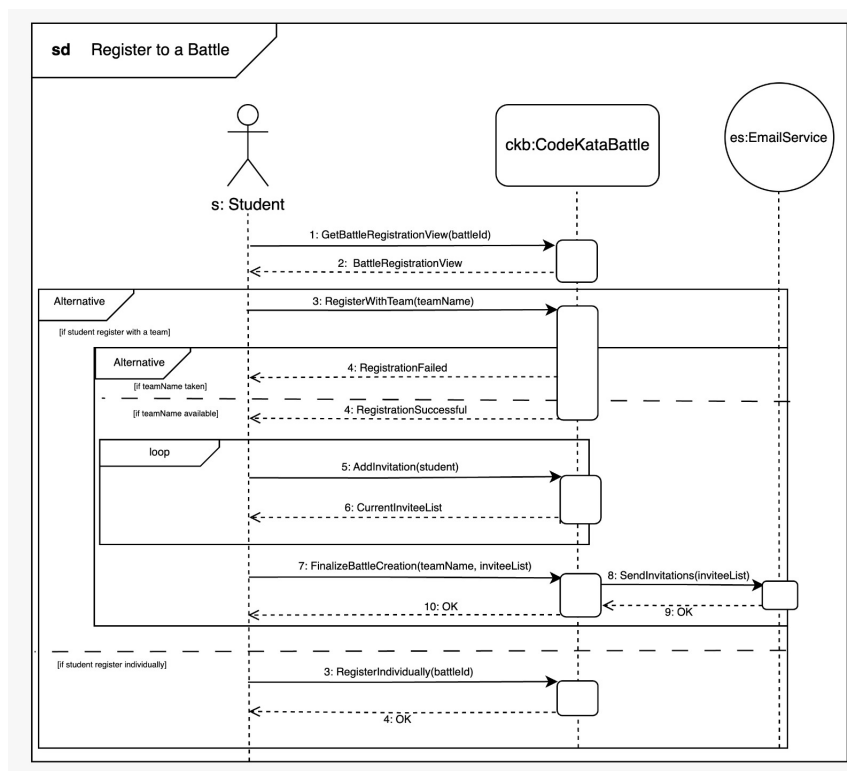 sd Register to a Battle
ckb:CodeKataBattle
es:EmailService
s: Student
1: GetBattleRegistrationView(battleId)
2: BattleRegistrationView
Alternative
3: RegisterWithTeam(teamName)
[if student register with a team]
Alternative
4: RegistrationFailed
[if teamName taken]
4: RegistrationSuccessful
[if teamName available]
loop
5: AddInvitation(student)
6: CurrentInviteeList
7: FinalizeBattleCreation(teamName, inviteeList)
8: SendInvitations(inviteeList)
10: OK
9: OK
[if student register individually]
3: RegisterIndividually(battleId)
4: OK